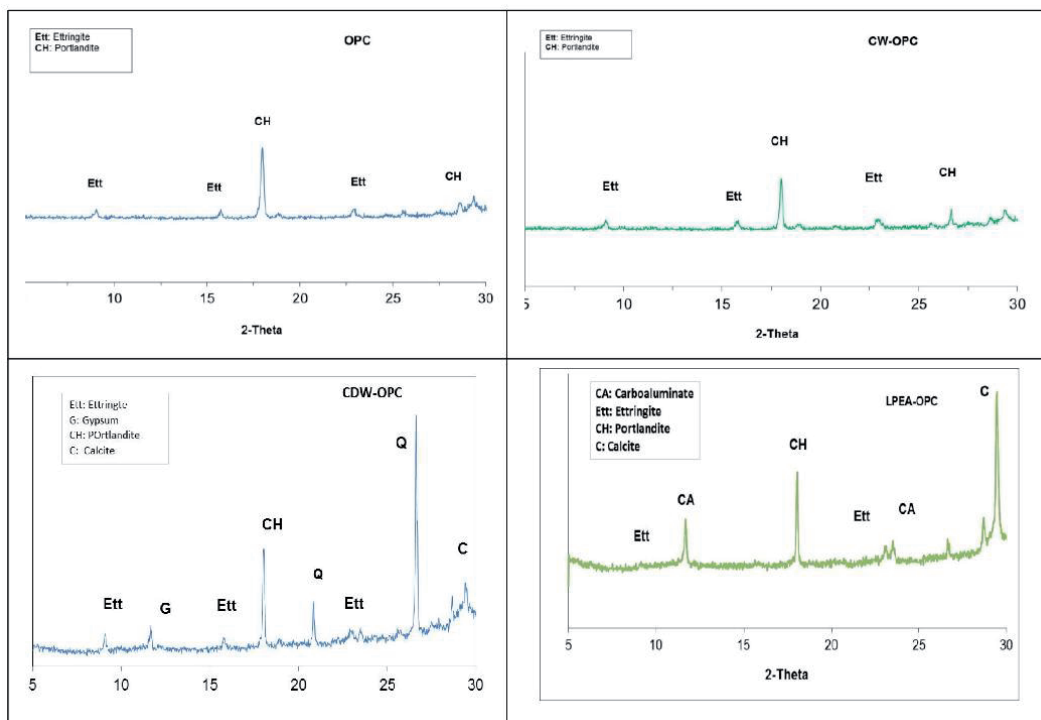 Ett: Ettringite
CH: Portlandite
OPC
CH
Ett
Ett
Ett
CH
10
15
20
25
30
2-Theta
Ett: Ettringite
CH: Portlandite
CW-OPC
CH
Ett
Ett
Ett
CH
5
10
15
20
25
30
2-Theta
Ett: Ettringte
G: Gypsum
CH: POrtlandite
C: Calcite
CDW-OPC
Q
CH
Q
C
Ett
G
Ett
Ett
5
10
15
20
25
30
CA: Carboaluminate
Ett: Ettringite
CH: Portlandite
C: Calcite
LPEA-OPC
C
CH
CA
Ett
Ett
CA
5
10
15
20
25
30
2-Theta